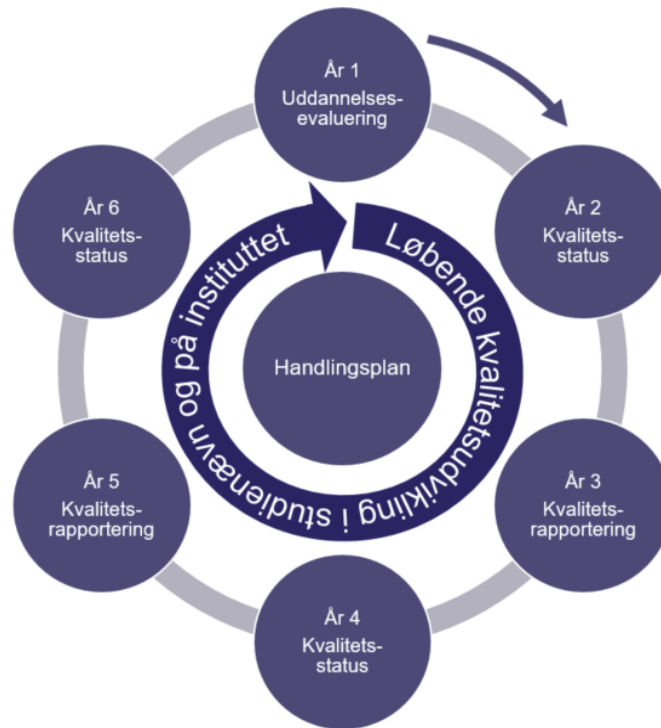 År 1
Uddannelses-
evaluering
År 2
Kvalitets-
status
År 3
Kvalitets-
rapportering
År 4
Kvalitets-
status
År 5
Kvalitets-
rapportering
År 6
Kvalitets-
status
Løbende kvalitetsudvikling i studienævn og på instituttet
Handlingsplan